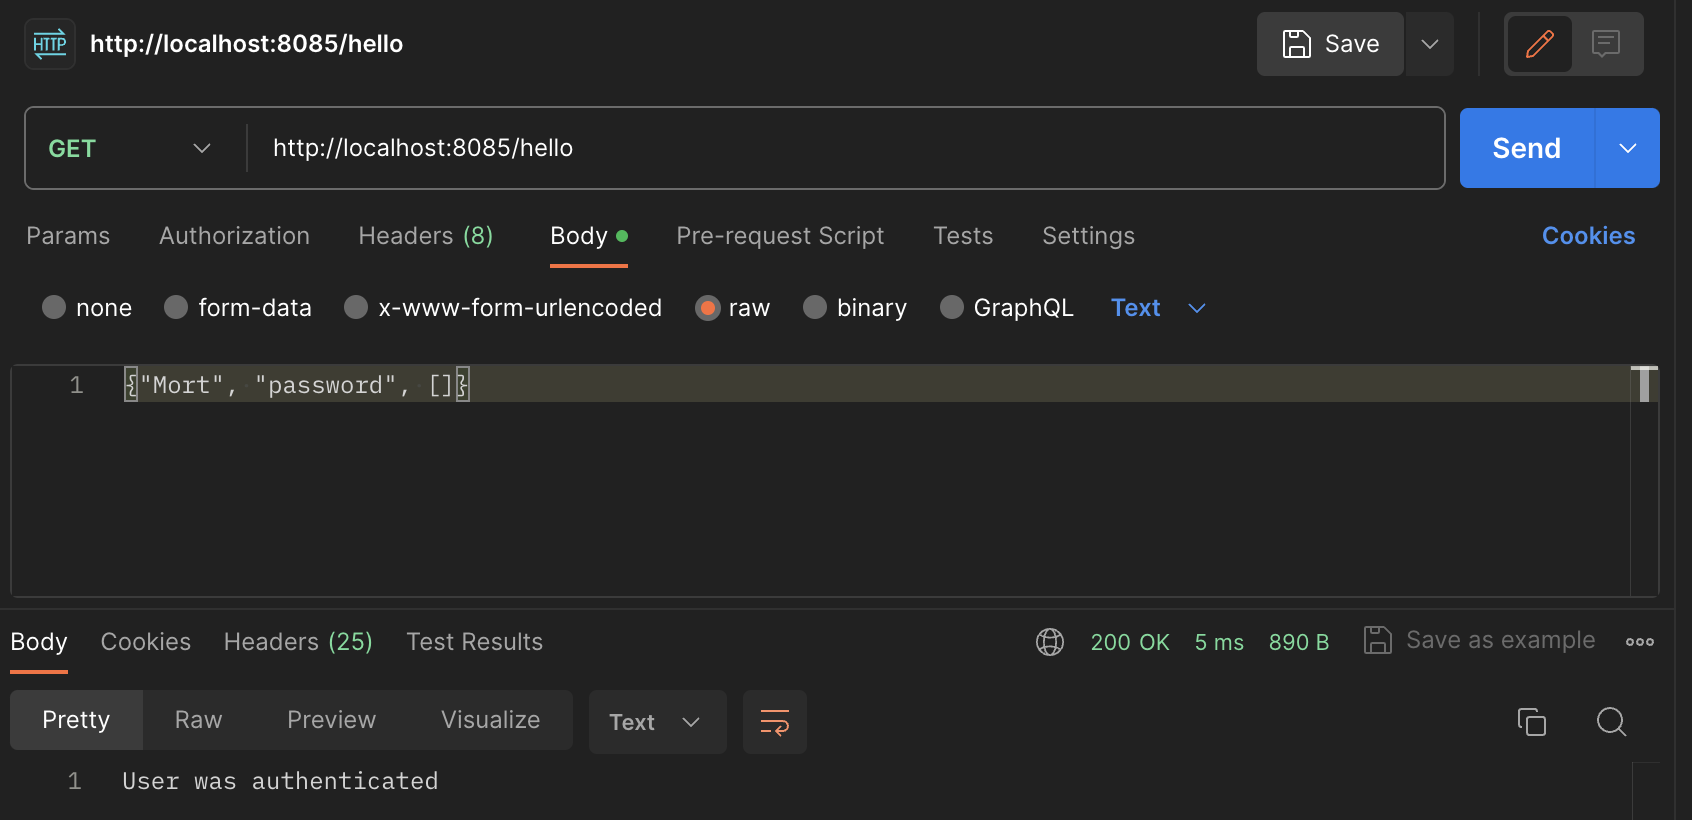 HTTP http://localhost:8085/hello Save
GET http://localhost:8085/hello Send
Params Authorization Headers (8) Body Pre-request Script Tests Settings Cookies
none form-data x-www-form-urlencoded raw binary GraphQL Text
1 {"Mort", "password", []}
Body Cookies Headers (25) Test Results 200 OK 5 ms 890 B Save as example
Pretty Raw Preview Visualize Text
1 User was authenticated